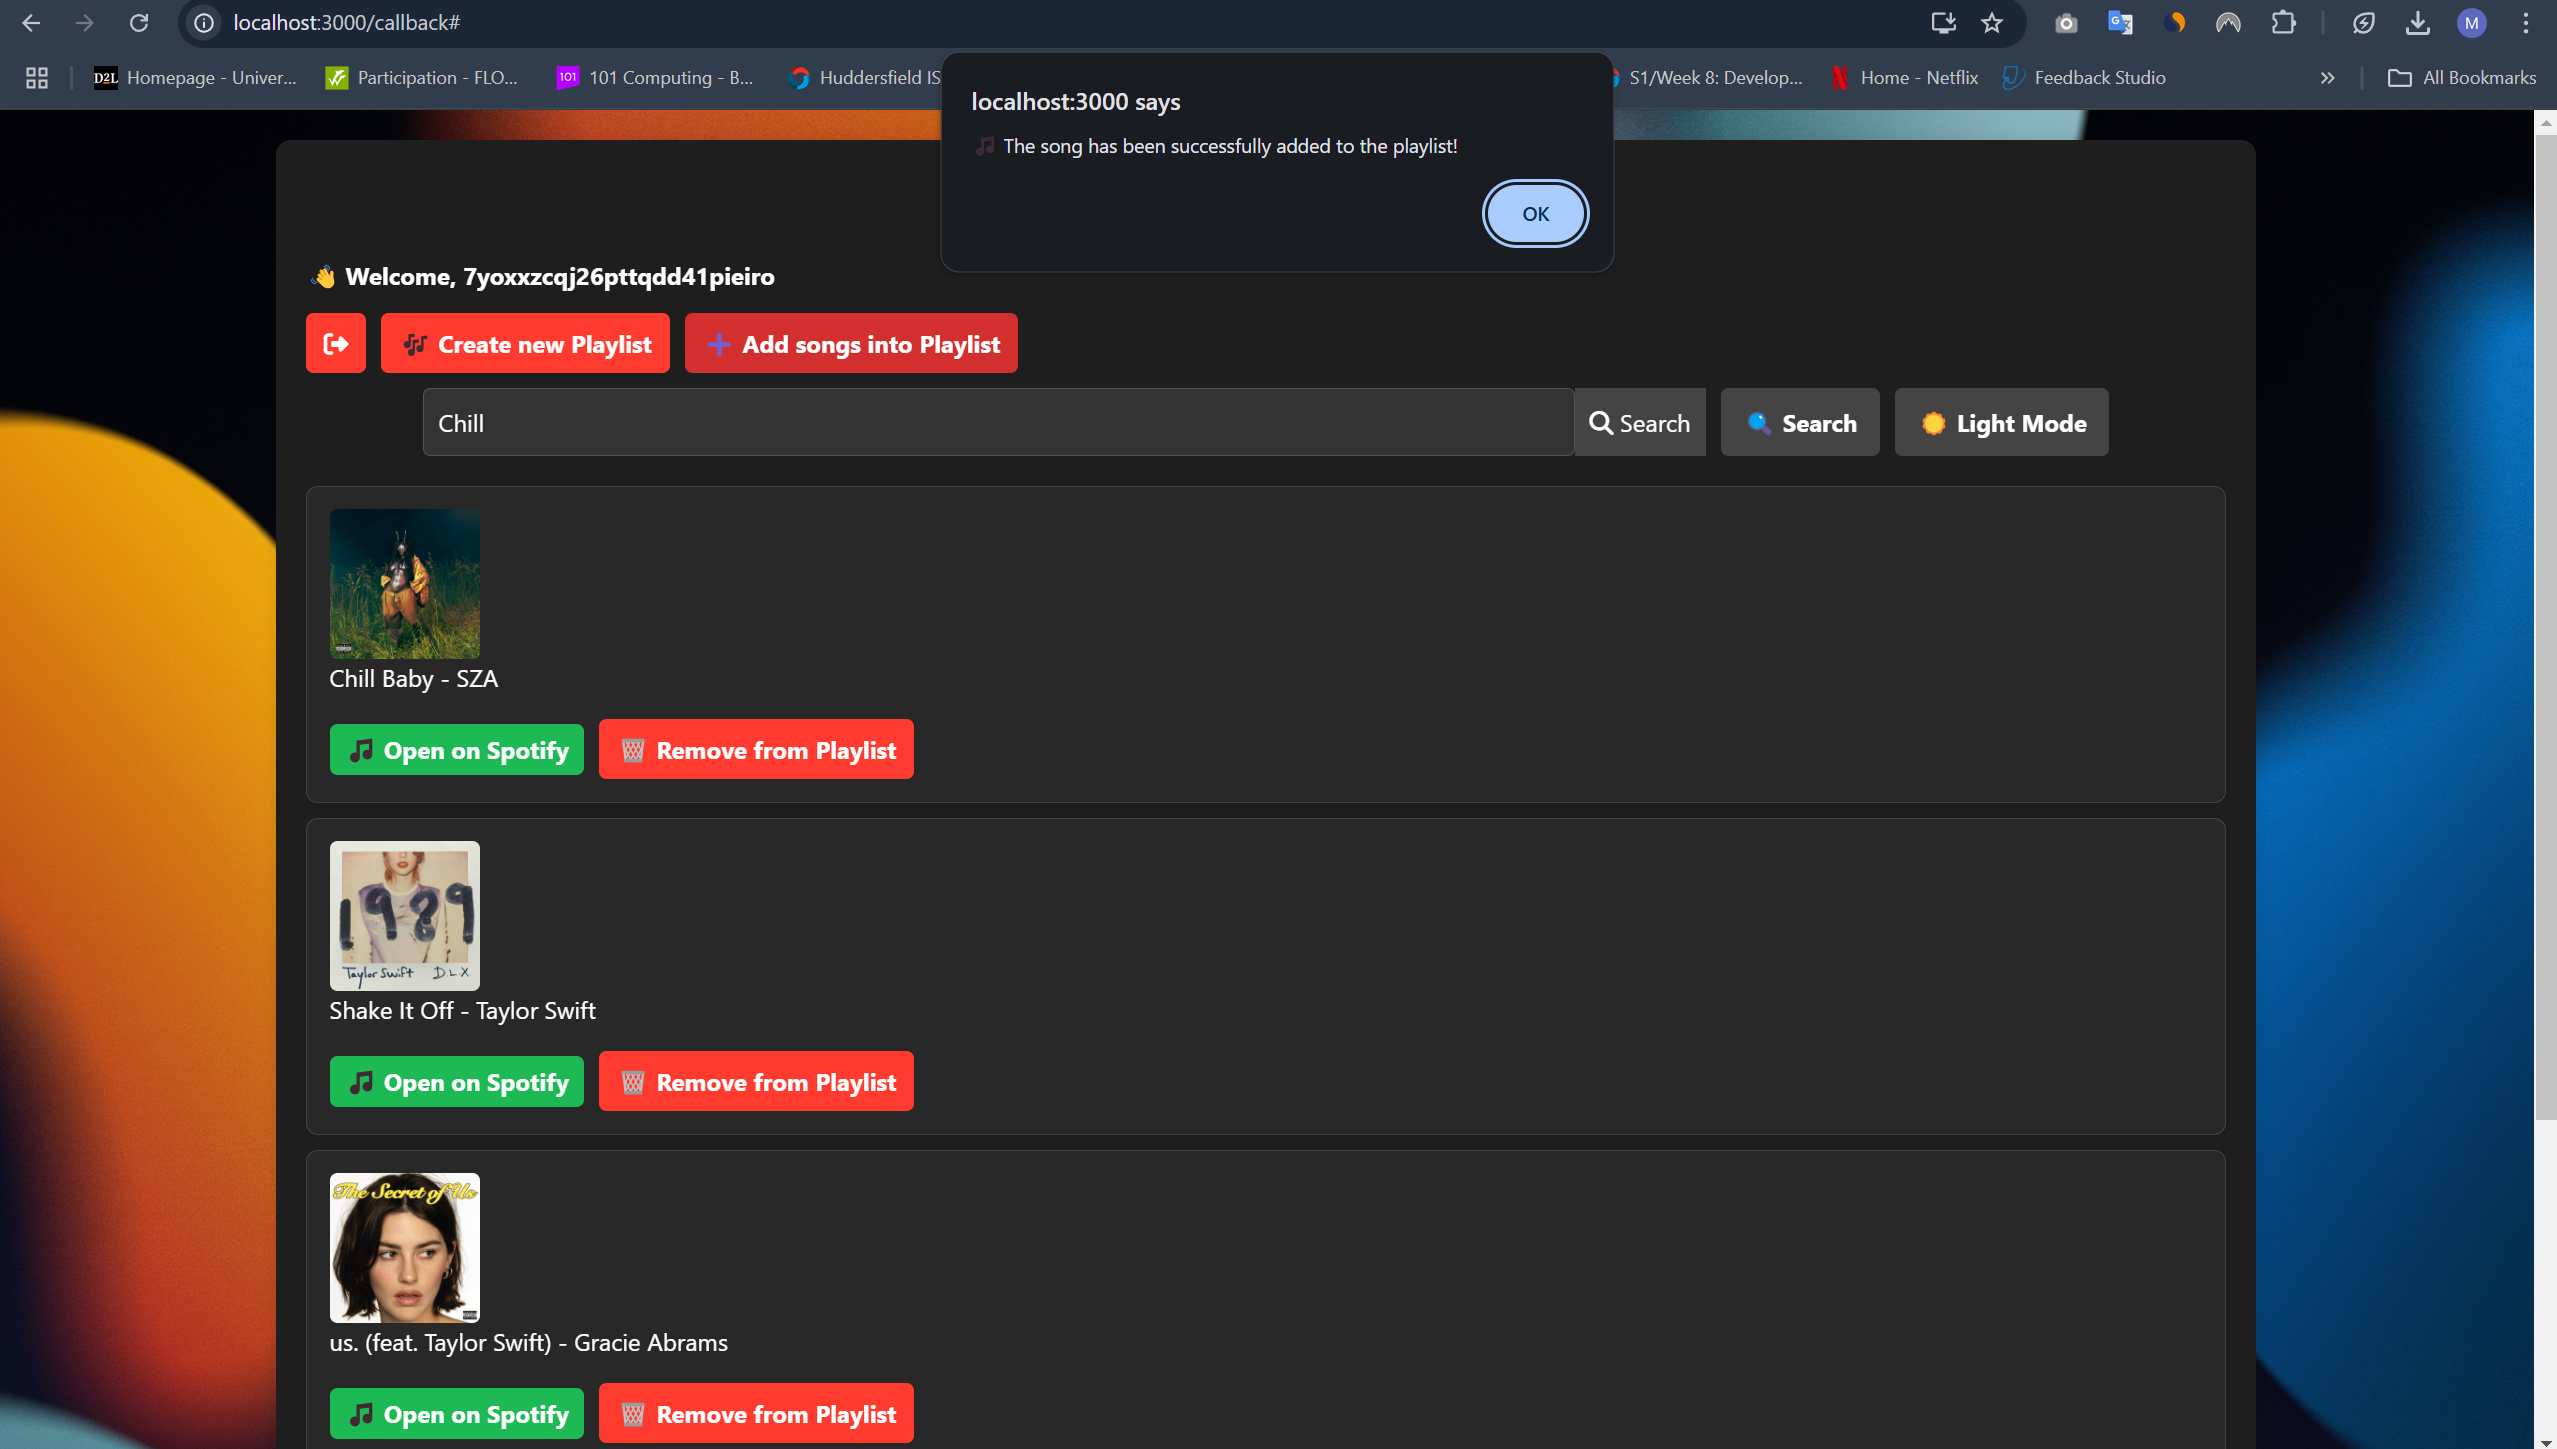 localhost:3000/callback#
M
D2L Homepage - Univer...
Participation - FLO...
101 101 Computing - B...
Huddersfield IS
S1/Week 8: Develop...
Home - Netflix
Feedback Studio
All Bookmarks
localhost:3000 says
🎵 The song has been successfully added to the playlist!
OK
👋 Welcome, 7yoxxzcqj26pttqdd41pieiro
🎶 Create new Playlist
➕ Add songs into Playlist
Chill
Search
🔍 Search
🌞 Light Mode
Chill Baby - SZA
🎵 Open on Spotify
🗑️ Remove from Playlist
1989
Taylor Swift D.L.X.
Shake It Off - Taylor Swift
🎵 Open on Spotify
🗑️ Remove from Playlist
The Secret of Us
us. (feat. Taylor Swift) - Gracie Abrams
🎵 Open on Spotify
🗑️ Remove from Playlist